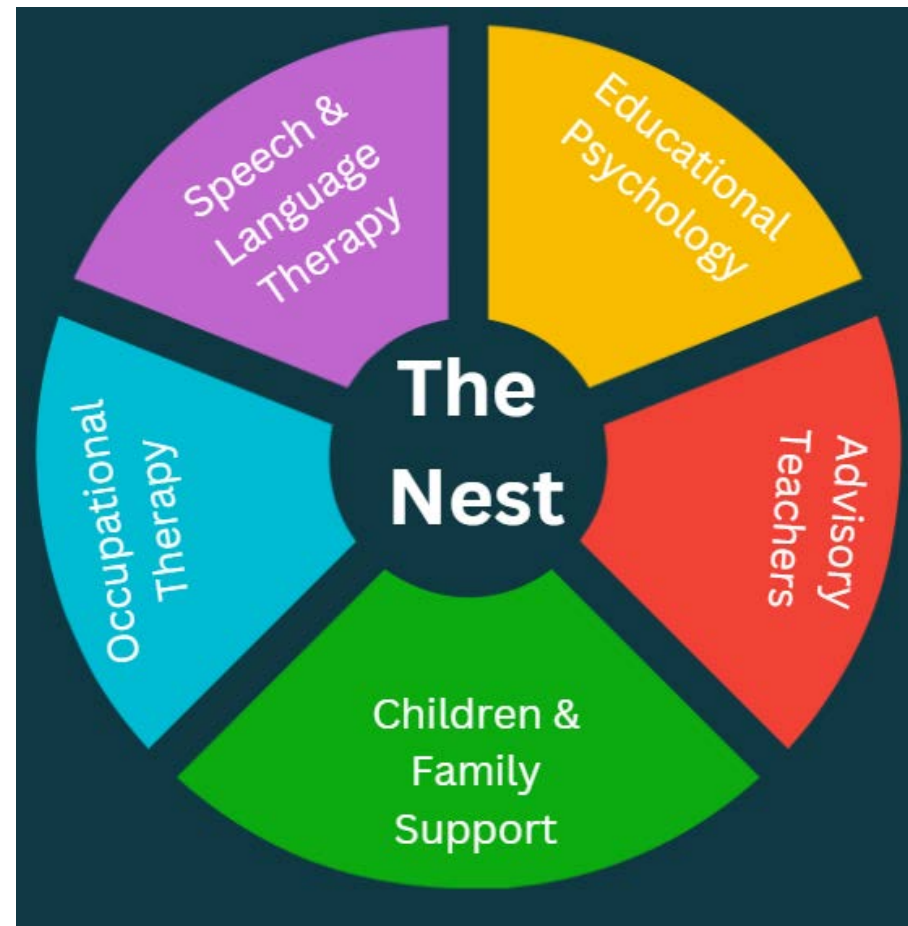 Speech &
Language
Therapy
Educational
Psychology
The
Nest
Occupational
Therapy
Advisory
Teachers
Children &
Family
Support